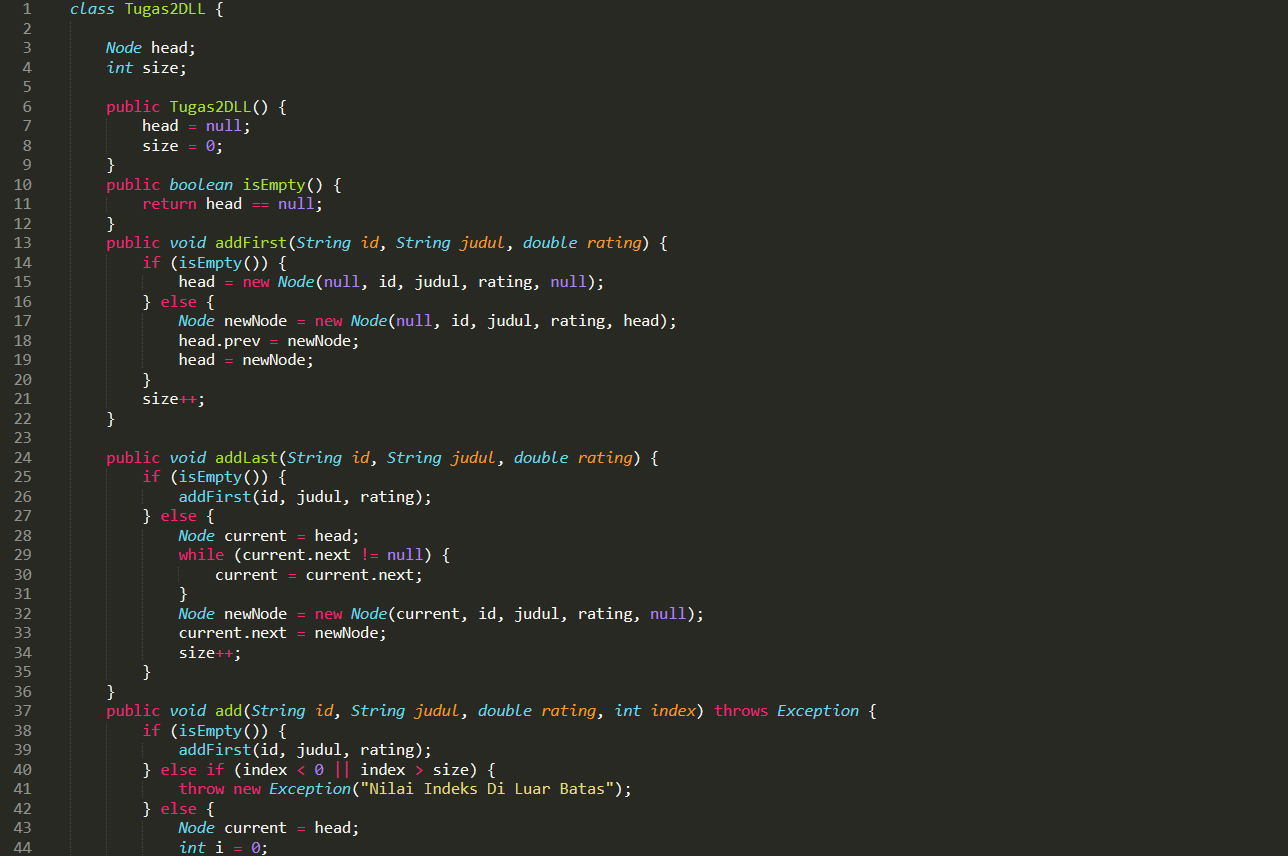 1 class Tugas2DLL {
2
3 Node head;
4 int size;
5
6 public Tugas2DLL() {
7 head = null;
8 size = 0;
9 }
10 public boolean isEmpty() {
11 return head == null;
12 }
13 public void addFirst(String id, String judul, double rating) {
14 if (isEmpty()) {
15 head = new Node(null, id, judul, rating, null);
16 } else {
17 Node newNode = new Node(null, id, judul, rating, head);
18 head.prev = newNode;
19 head = newNode;
20 }
21 size++;
22 }
23
24 public void addLast(String id, String judul, double rating) {
25 if (isEmpty()) {
26 addFirst(id, judul, rating);
27 } else {
28 Node current = head;
29 while (current.next != null) {
30 current = current.next;
31 }
32 Node newNode = new Node(current, id, judul, rating, null);
33 current.next = newNode;
34 size++;
35 }
36 }
37 public void add(String id, String judul, double rating, int index) throws Exception {
38 if (isEmpty()) {
39 addFirst(id, judul, rating);
40 } else if (index < 0 || index > size) {
41 throw new Exception("Nilai Indeks Di Luar Batas");
42 } else {
43 Node current = head;
44 int i = 0;